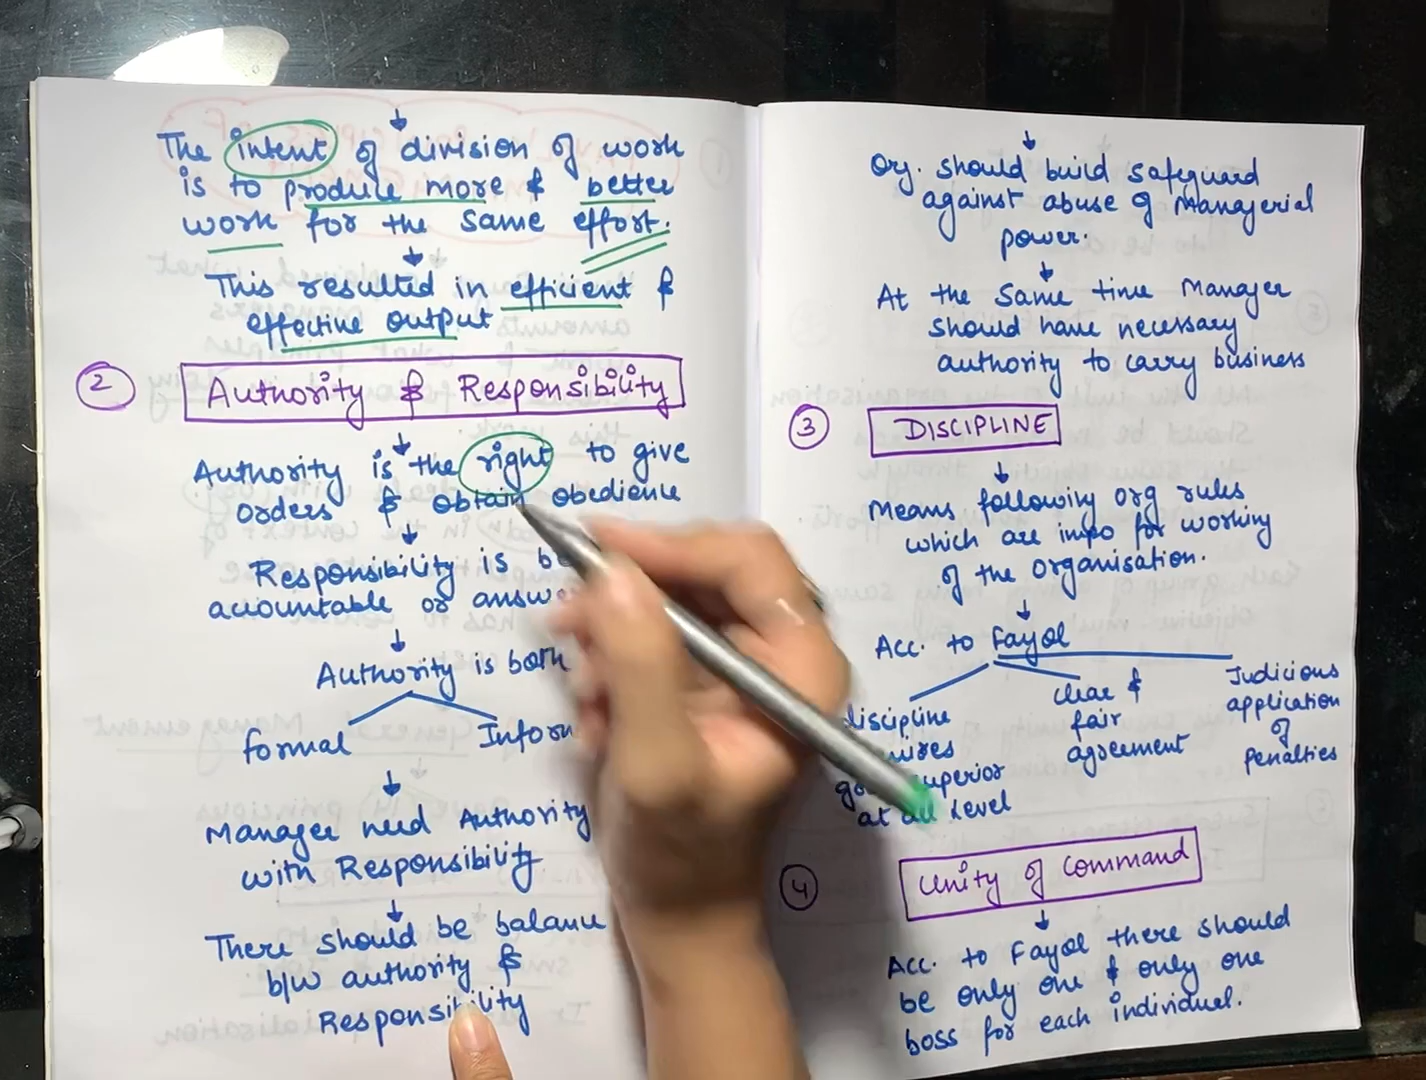 The intent of division of work
is to produce more & better
work for the same effort.
This resulted in efficient &
effective output
2 Authority & Responsibility
Authority is the right to give
orders & obtain obedience
Responsibility is
accountable or
Authority is both
formal
Manager need Authority
with Responsibility
There should be balance
b/w authority &
Responsibility
Org. should build safeguard
against abuse of Managerial
power.
At the same time Manager
should have necessary
authority to carry business
3 DISCIPLINE
Means following org rules
which are impo for working
of the organisation.
Acc. to Fayol
discipline
superior
at all level
clear &
fair
agreement
Judicious
application
of
Penalties
4 Unity of Command
Acc. to Fayol there should
be only one & only one
boss for each individual.